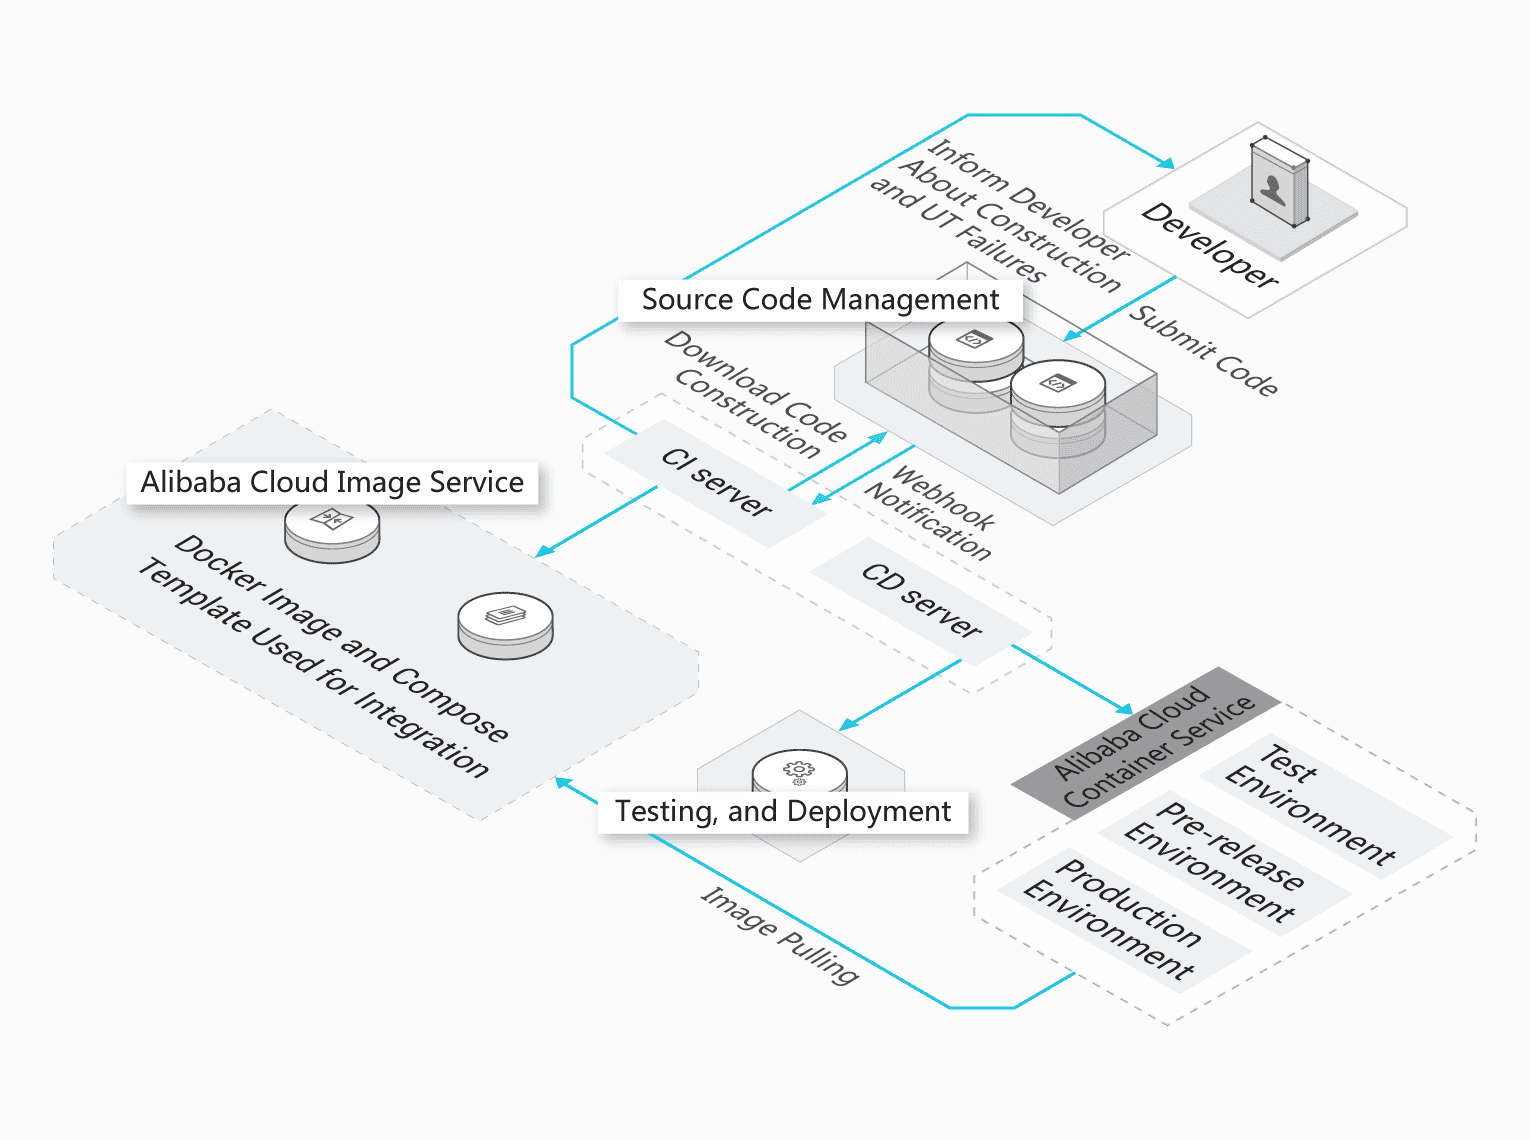 Inform Developer
About Construction
and UT Failures
Developer
Source Code Management
Submit Code
Download Code
Construction
CI server
Webhook
Notification
Alibaba Cloud Image Service
Docker Image and Compose
Template Used for Integration
CD server
Alibaba Cloud
Container Service
Test
Environment
Pre-release
Environment
Production
Environment
Testing, and Deployment
Image Pulling